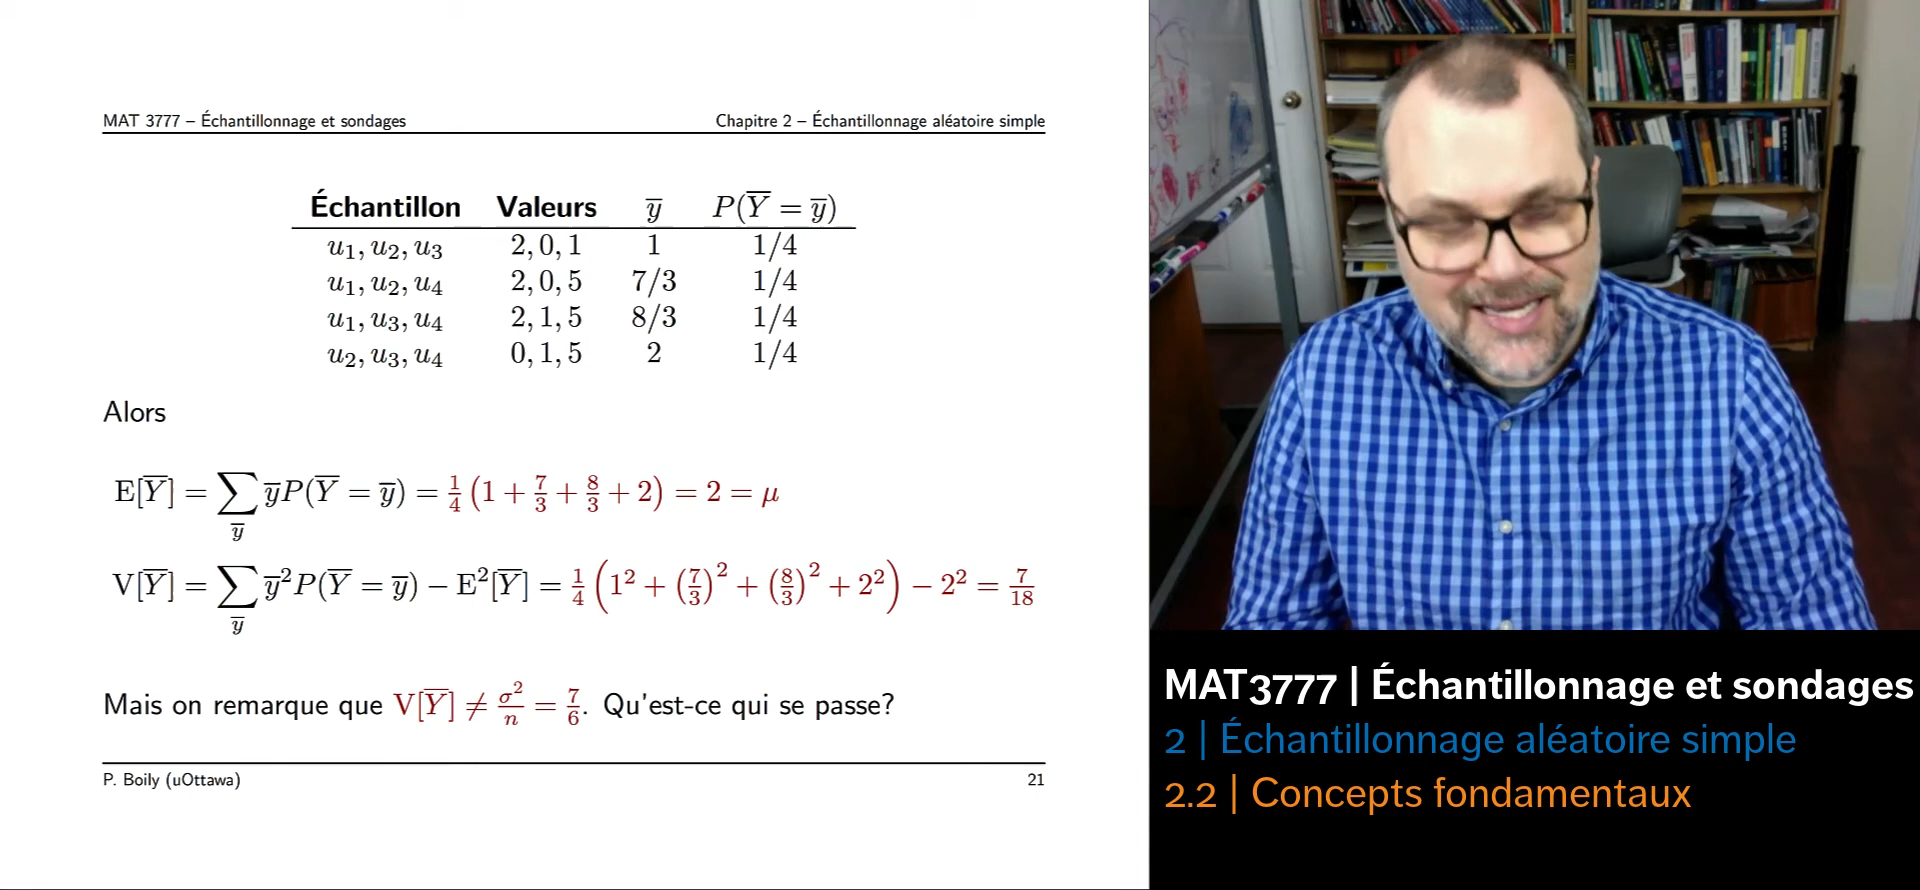 MAT 3777 – Échantillonnage et sondages
Chapitre 2 – Échantillonnage aléatoire simple
Échantillon Valeurs y̅ P(Y̅ = y̅)
u₁, u₂, u₃ 2, 0, 1 1 1/4
u₁, u₂, u₄ 2, 0, 5 7/3 1/4
u₁, u₃, u₄ 2, 1, 5 8/3 1/4
u₂, u₃, u₄ 0, 1, 5 2 1/4
Alors
E[Y̅] = ∑_y̅ y̅P(Y̅ = y̅) = 1/4 (1 + 7/3 + 8/3 + 2) = 2 = μ
V[Y̅] = ∑_y̅ y̅²P(Y̅ = y̅) − E²[Y̅] = 1/4 (1² + (7/3)² + (8/3)² + 2²) − 2² = 7/18
Mais on remarque que V[Y̅] ≠ σ²/n = 7/6. Qu'est-ce qui se passe?
P. Boily (uOttawa)
21
MAT3777 | Échantillonnage et sondages
2 | Échantillonnage aléatoire simple
2.2 | Concepts fondamentaux